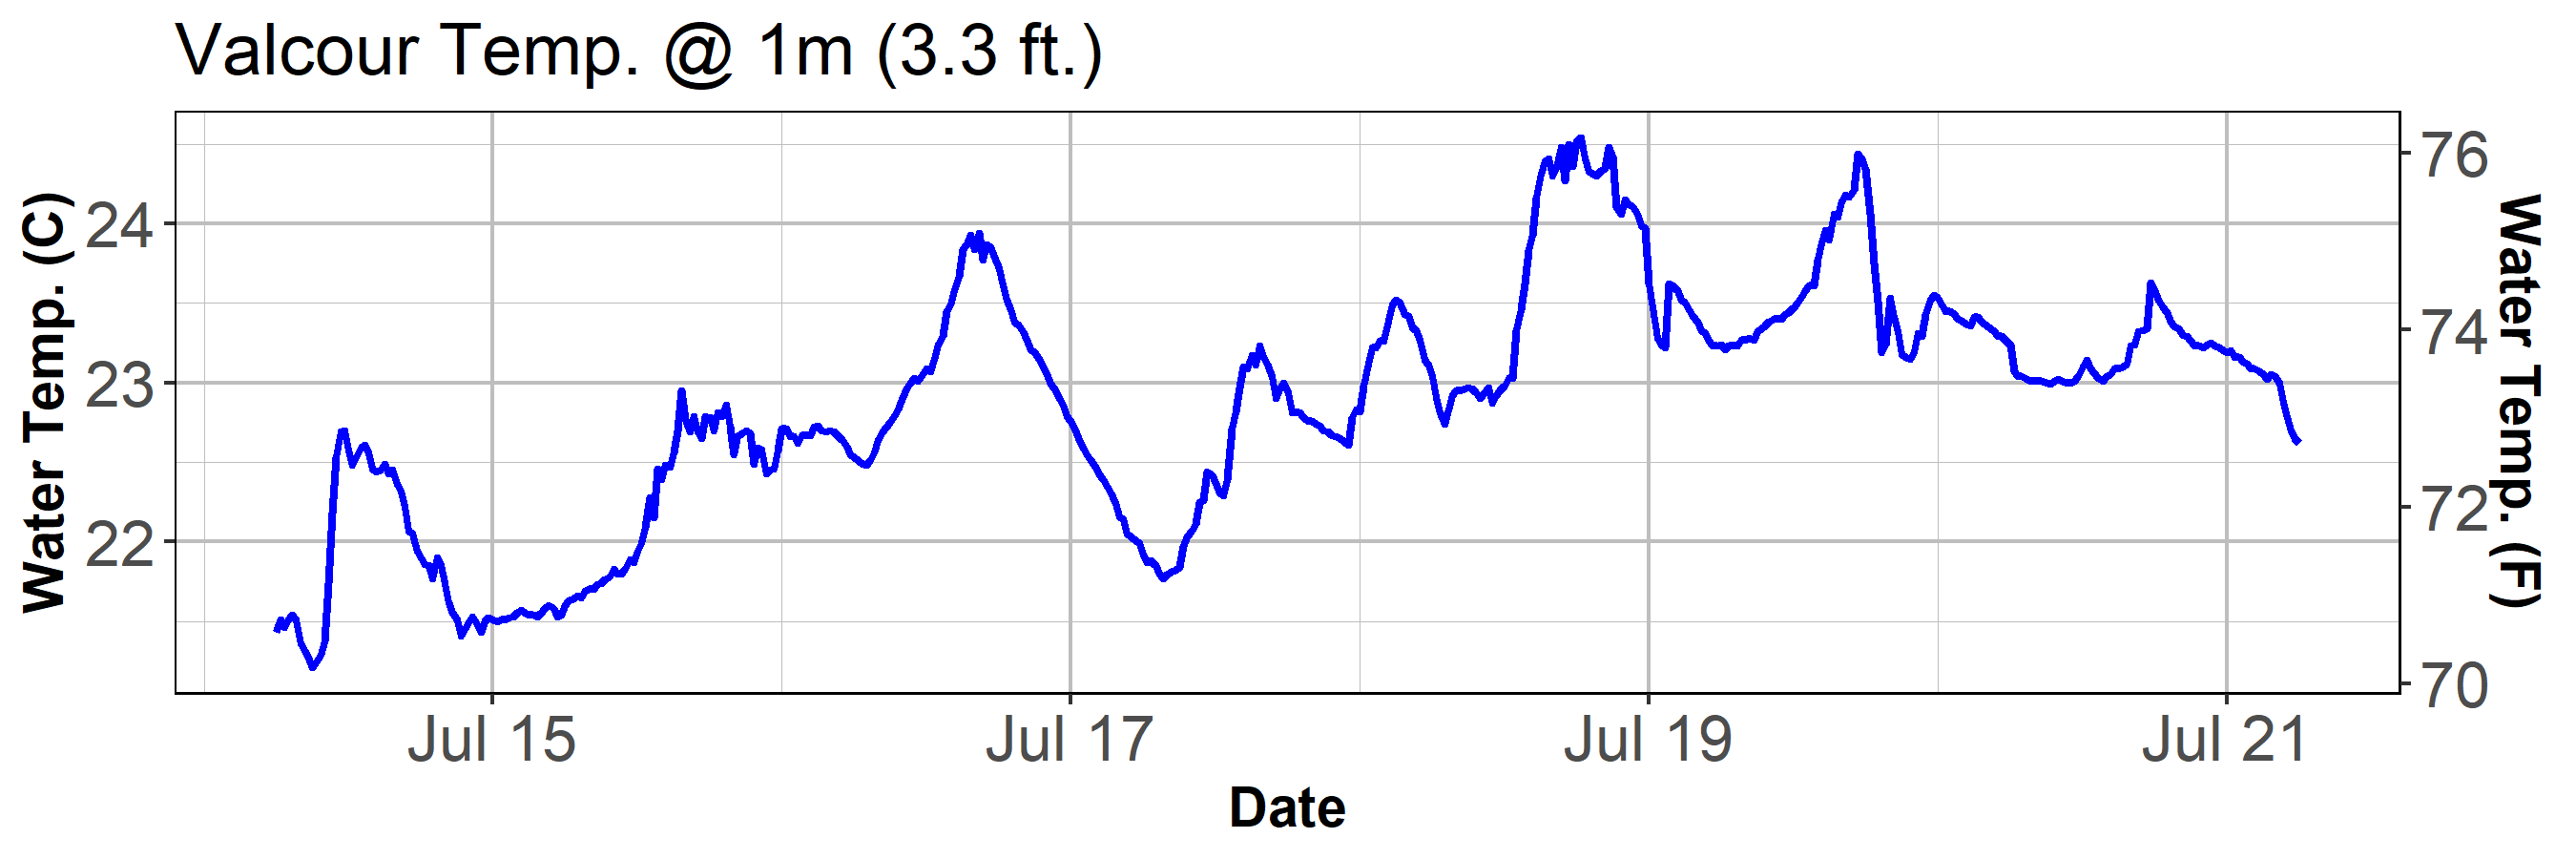 Valcour Temp. @ 1m (3.3 ft.)
Water Temp. (C)
24
23
22
76
74
72
70
Water Temp. (F)
Jul 15
Jul 17
Jul 19
Jul 21
Date